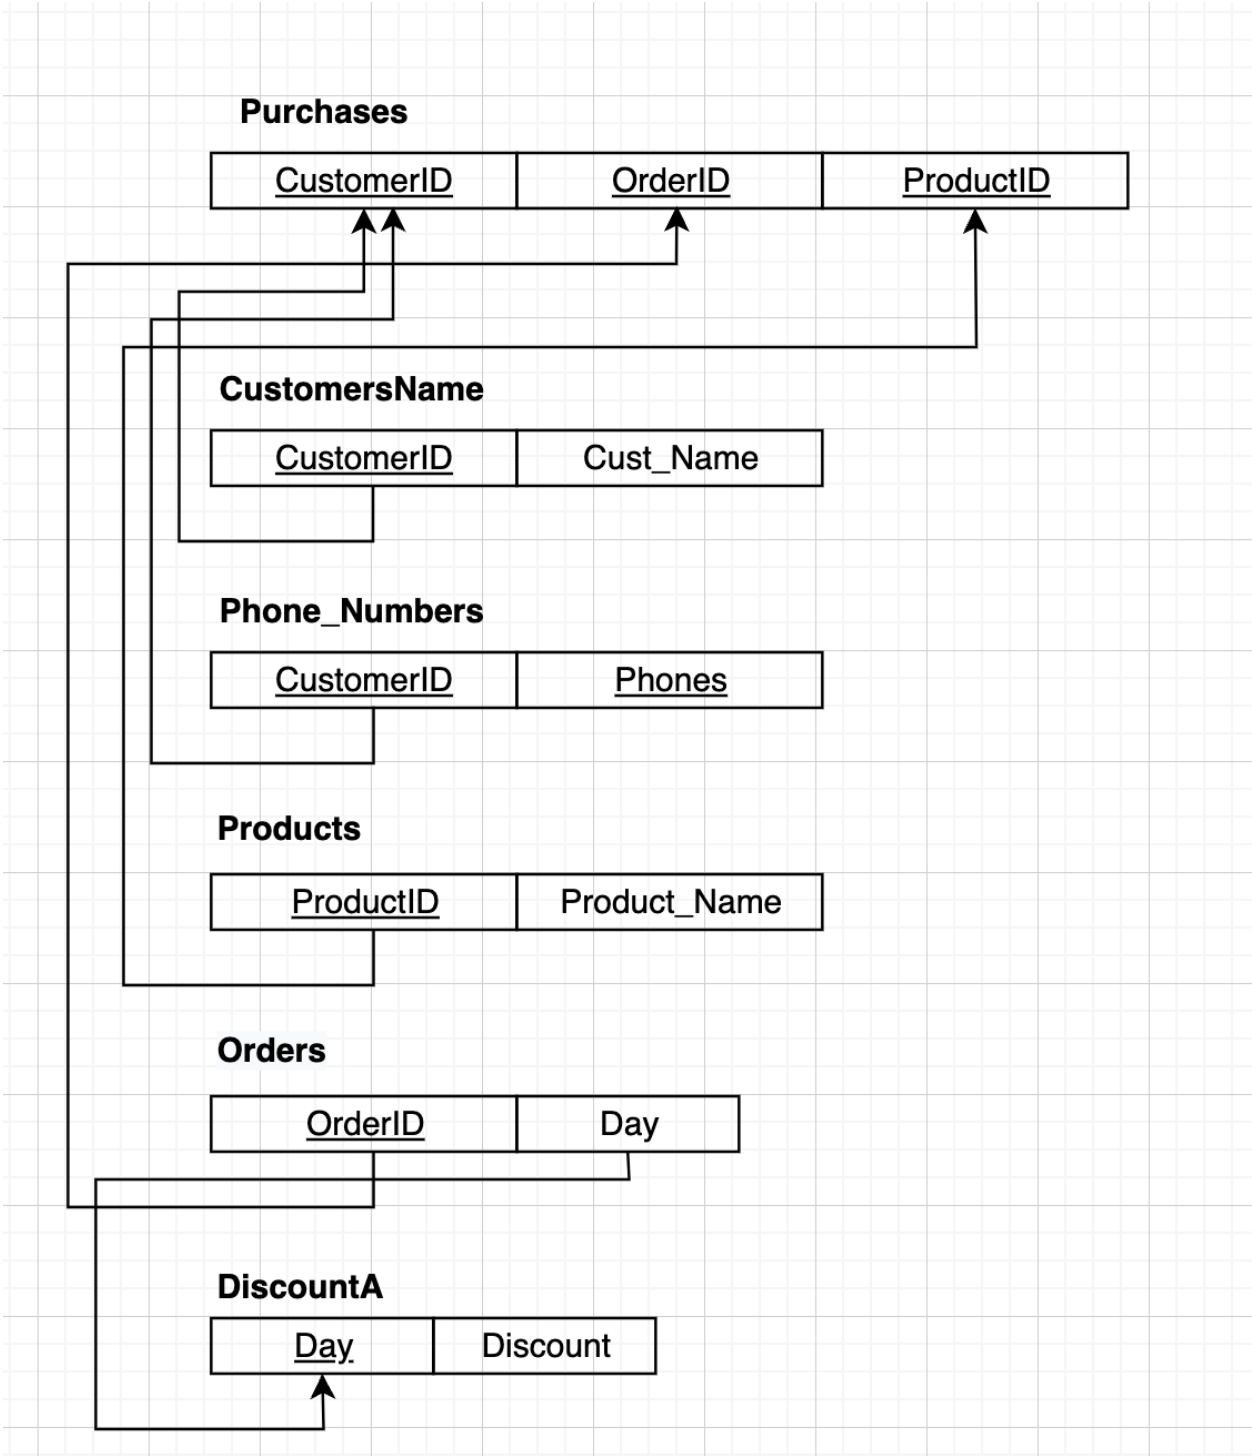 Purchases
CustomerID OrderID ProductID
CustomersName
CustomerID Cust_Name
Phone_Numbers
CustomerID Phones
Products
ProductID Product_Name
Orders
OrderID Day
DiscountA
Day Discount